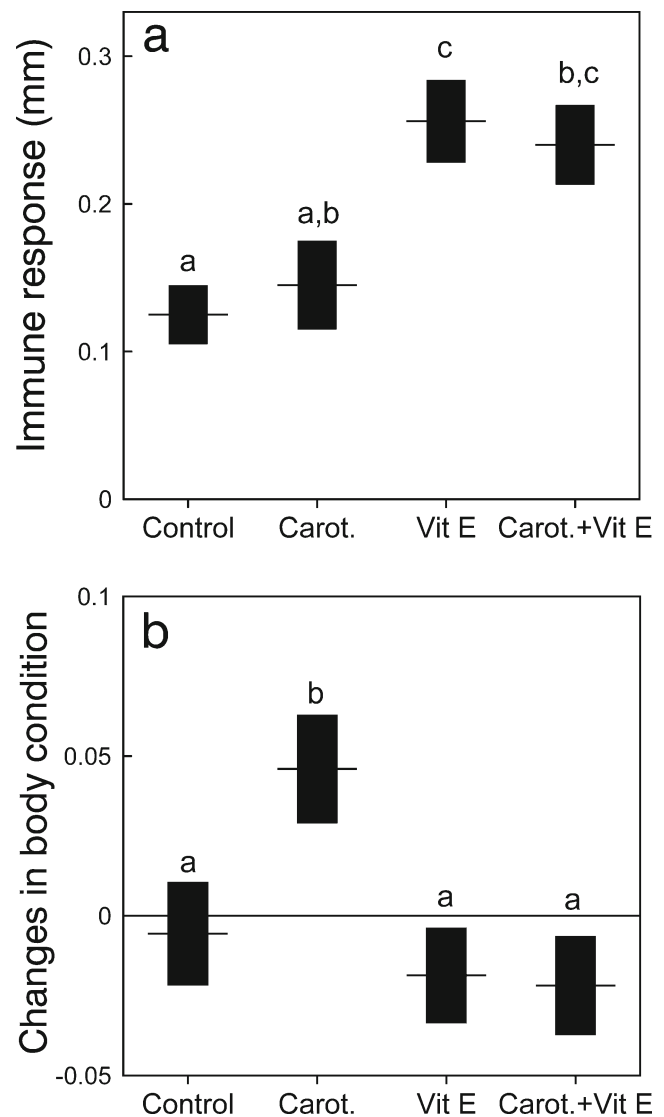 a
Immune response (mm)
0.3
0.2
0.1
0
a
a,b
c
b,c
Control
Carot.
Vit E
Carot.+Vit E
b
Changes in body condition
0.1
0.05
0
-0.05
a
b
a
a
Control
Carot.
Vit E
Carot.+Vit E